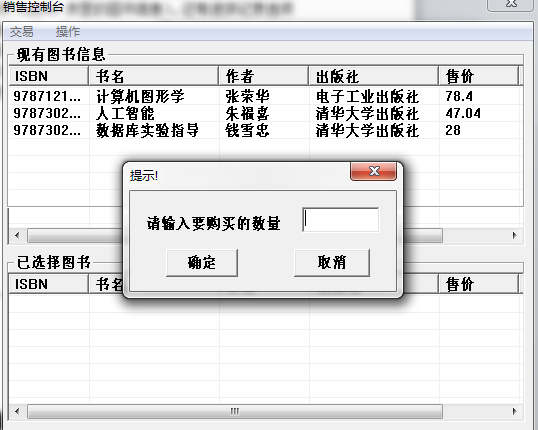 销售控制台
交易 操作
现有图书信息
ISBN 书名 作者 出版社 售价
9787121... 计算机图形学 张荣华 电子工业出版社 78.4
9787302... 人工智能 朱福喜 清华大学出版社 47.04
9787302... 数据库实验指导 钱雪忠 清华大学出版社 28
提示!
请输入要购买的数量
确定 取消
已选择图书
ISBN 书名 售价